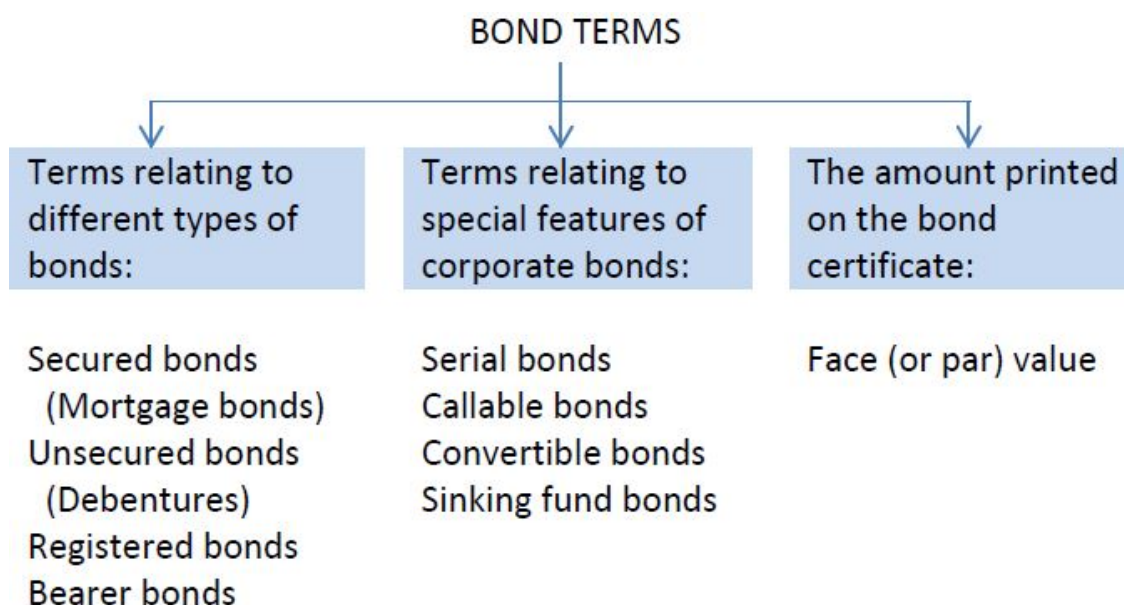 BOND TERMS
Terms relating to
different types of
bonds:
Secured bonds
(Mortgage bonds)
Unsecured bonds
(Debentures)
Registered bonds
Bearer bonds
Terms relating to
special features of
corporate bonds:
Serial bonds
Callable bonds
Convertible bonds
Sinking fund bonds
The amount printed
on the bond
certificate:
Face (or par) value